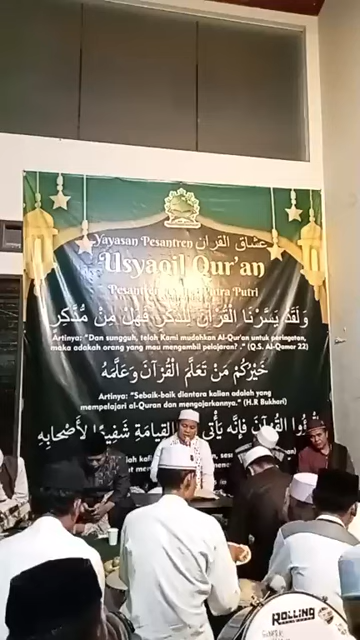 Yayasan Pesantren عشاق القرآن
Usyaqil Qur'an
Pesantren Putra Putri
وَلَقَدْ يَسَّرْنَا الْقُرْآنَ لِلذِّكْرِ فَهَلْ مِنْ مُدَّكِرٍ
Artinya: "Dan sungguh, telah Kami mudahkan Al-Qur'an untuk peringatan,
maka adakah orang yang mau mengambil pelajaran? ." (Q.S. Al-Qamar 22)
خَيْرُكُمْ مَنْ تَعَلَّمَ الْقُرْآنَ وَعَلَّمَهُ
Artinya: "Sebaik-baik diantara kalian adalah yang
mempelajari al-Quran dan mengajarkannya." (H.R Bukhari)
الْقُرْآنَ فَإِنَّهُ يَأْتِي الْقِيَامَةِ شَفِيعًا لِأَصْحَابِهِ
ROLLING